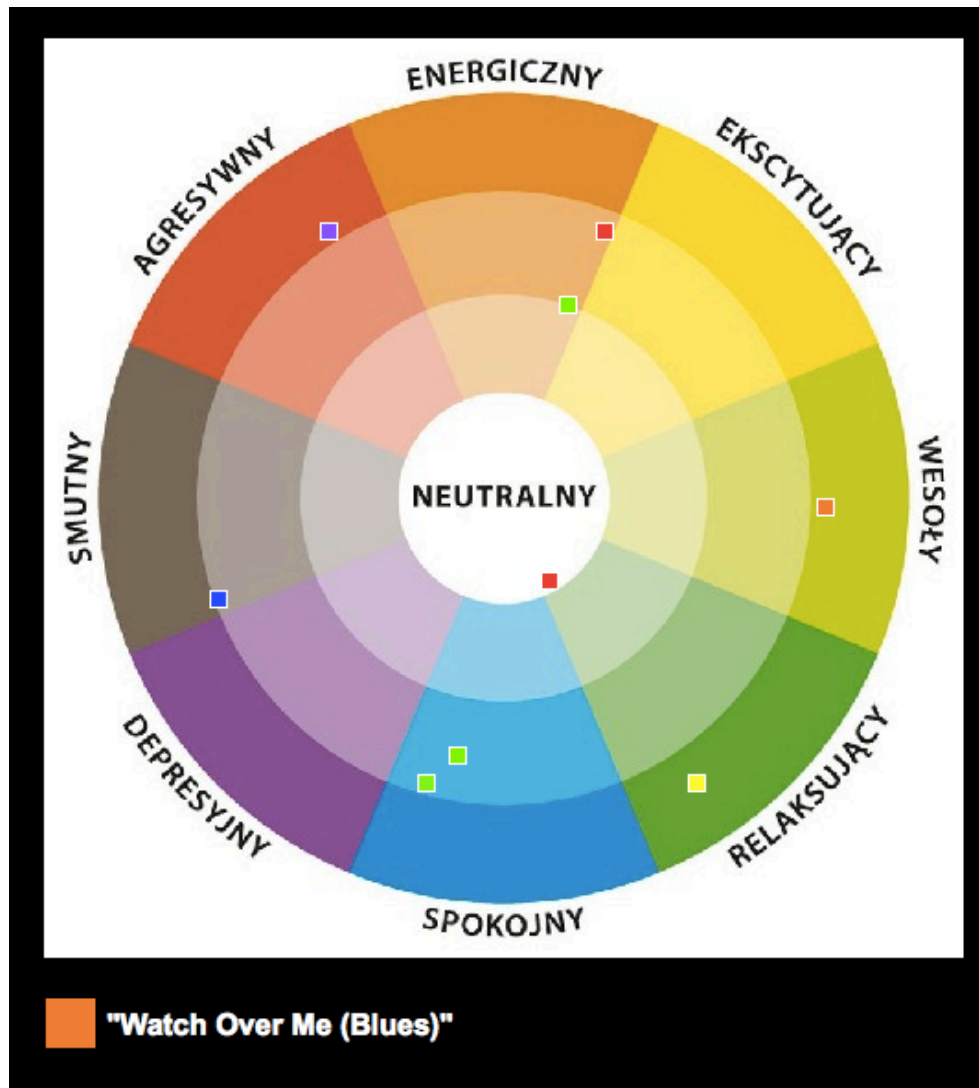 ENERGICZNY
EKSCYTUJĄCY
AGRESYWNY
WESOŁY
SMUTNY
NEUTRALNY
RELAKSUJĄCY
DEPRESYJNY
SPOKOJNY
"Watch Over Me (Blues)"